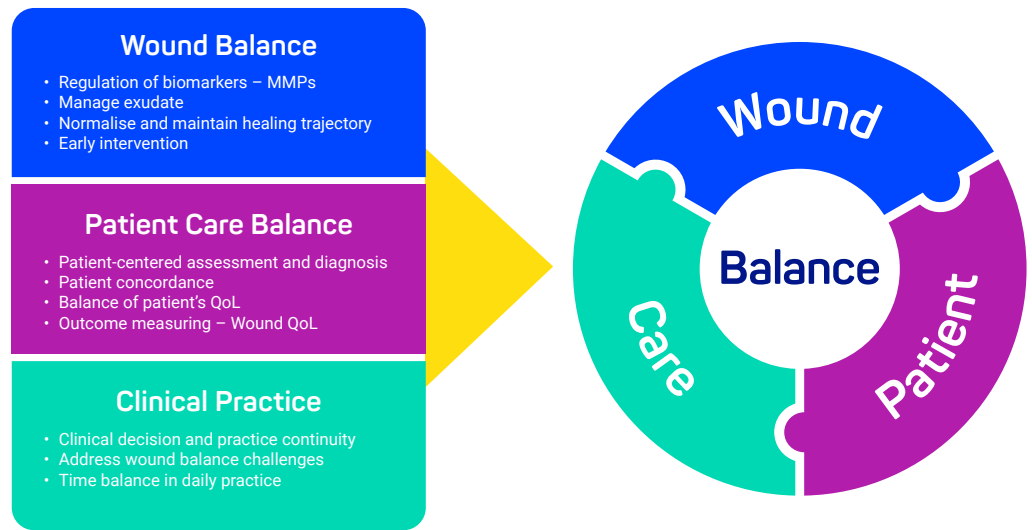 Wound Balance
• Regulation of biomarkers – MMPs
• Manage exudate
• Normalise and maintain healing trajectory
• Early intervention
Patient Care Balance
• Patient-centered assessment and diagnosis
• Patient concordance
• Balance of patient’s QoL
• Outcome measuring – Wound QoL
Clinical Practice
• Clinical decision and practice continuity
• Address wound balance challenges
• Time balance in daily practice
Wound
Balance
Care
Patient